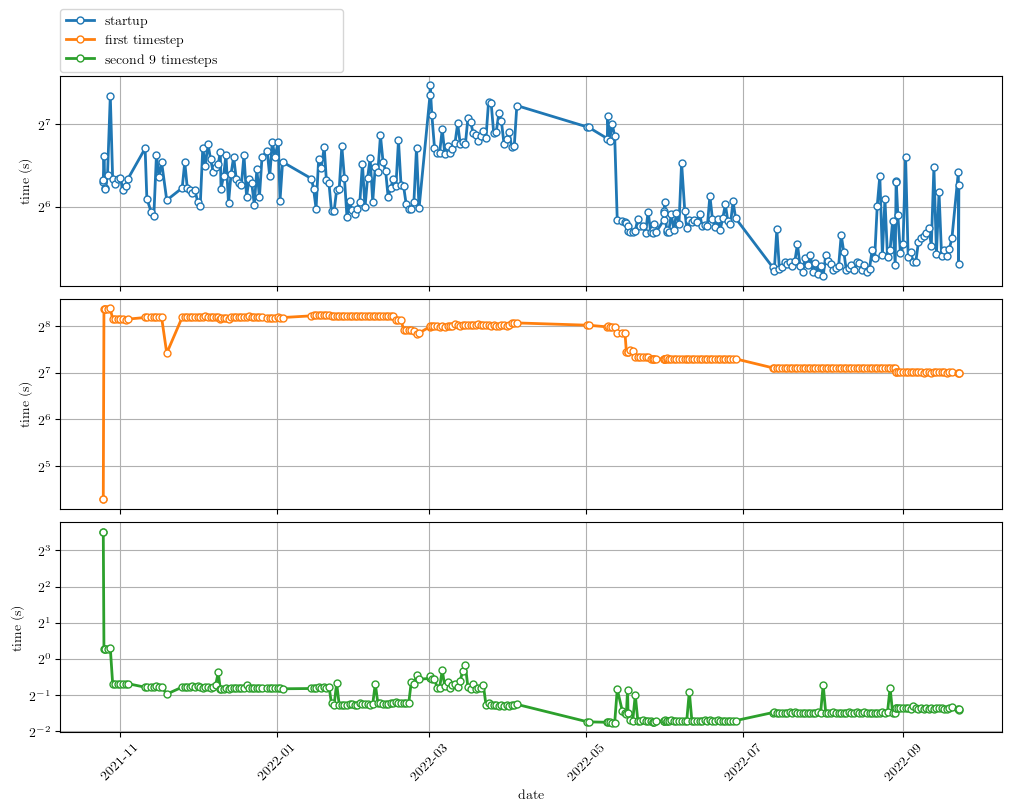 startup
first timestep
second 9 timesteps
time (s)
2^7
2^6
time (s)
2^8
2^7
2^6
2^5
time (s)
2^3
2^2
2^1
2^0
2^−1
2^−2
2021-11
2022-01
2022-03
2022-05
2022-07
2022-09
date